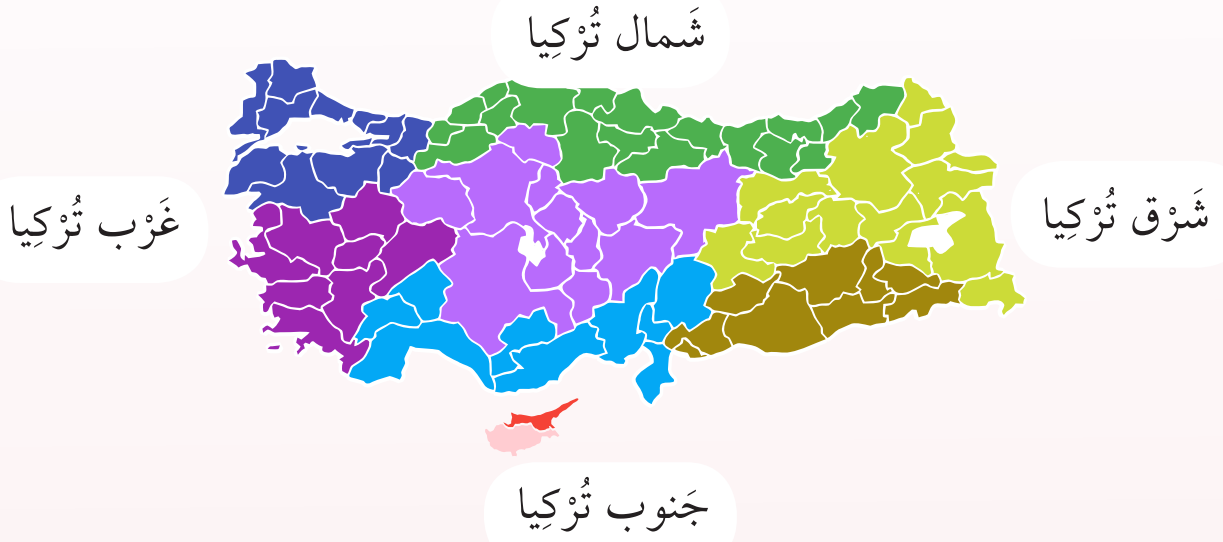 شَمال تُرْكِيا
شَرْق تُرْكِيا
غَرْب تُرْكِيا
جَنوب تُرْكِيا